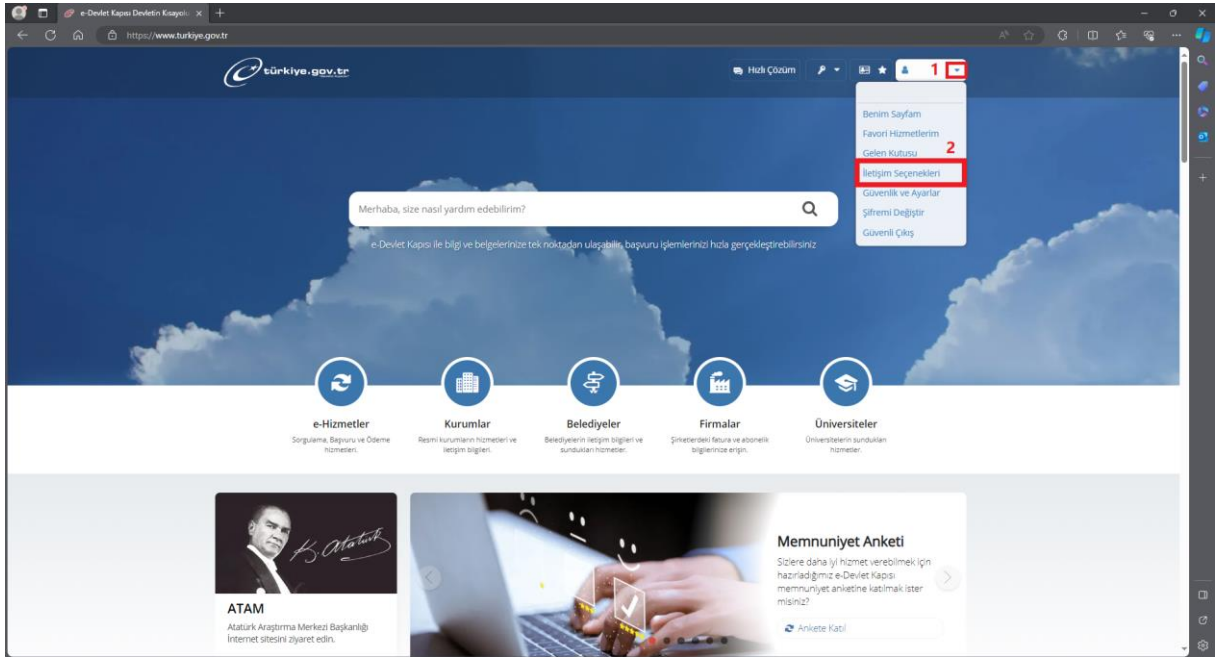 e-Devlet Kapısı Devletin Kısayolu
https://www.turkiye.gov.tr
türkiye.gov.tr
Hızlı Çözüm
1
Benim Sayfam
Favori Hizmetlerim
Gelen Kutusu
2
İletişim Seçenekleri
Güvenlik ve Ayarlar
Şifremi Değiştir
Güvenli Çıkış
Merhaba, size nasıl yardım edebilirim?
e-Devlet Kapısı ile bilgi ve belgelerinize tek noktadan ulaşabilir, başvuru işlemlerinizi hızla gerçekleştirebilirsiniz
e-Hizmetler
Sorgulama, Başvuru ve Ödeme
hizmetleri.
Kurumlar
Resmi kurumların hizmetleri ve
iletişim bilgileri.
Belediyeler
Belediyelerin iletişim bilgileri ve
sundukları hizmetler.
Firmalar
Şirketlerdeki fatura ve abonelik
bilgilerinize erişin.
Üniversiteler
Üniversitelerin sundukları
hizmetler.
K. Atatürk
ATAM
Atatürk Araştırma Merkezi Başkanlığı
İnternet sitesini ziyaret edin.
Memnuniyet Anketi
Sizlere daha iyi hizmet verebilmek için
hazırladığımız e-Devlet Kapısı
memnuniyet anketine katılmak ister
misiniz?
Ankete Katıl